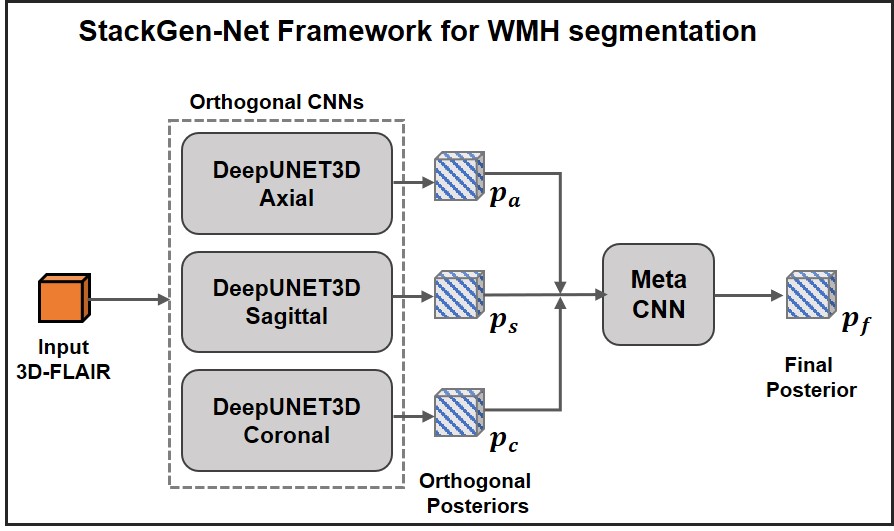 StackGen-Net Framework for WMH segmentation
Orthogonal CNNs
DeepUNET3D
Axial
p_a
DeepUNET3D
Sagittal
p_s
DeepUNET3D
Coronal
p_c
Input
3D-FLAIR
Orthogonal
Posteriors
Meta
CNN
p_f
Final
Posterior